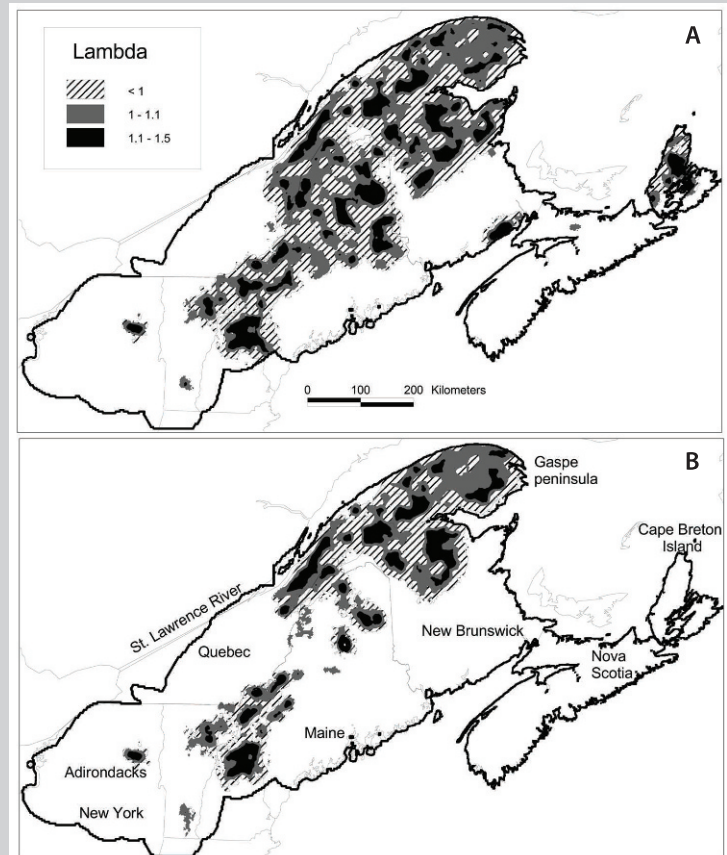 A
Lambda
< 1
1 - 1.1
1.1 - 1.5
0 100 200 Kilometers
B
Gaspe
peninsula
Cape Breton
Island
St. Lawrence River
Quebec
New Brunswick
Nova
Scotia
Maine
Adirondacks
New York